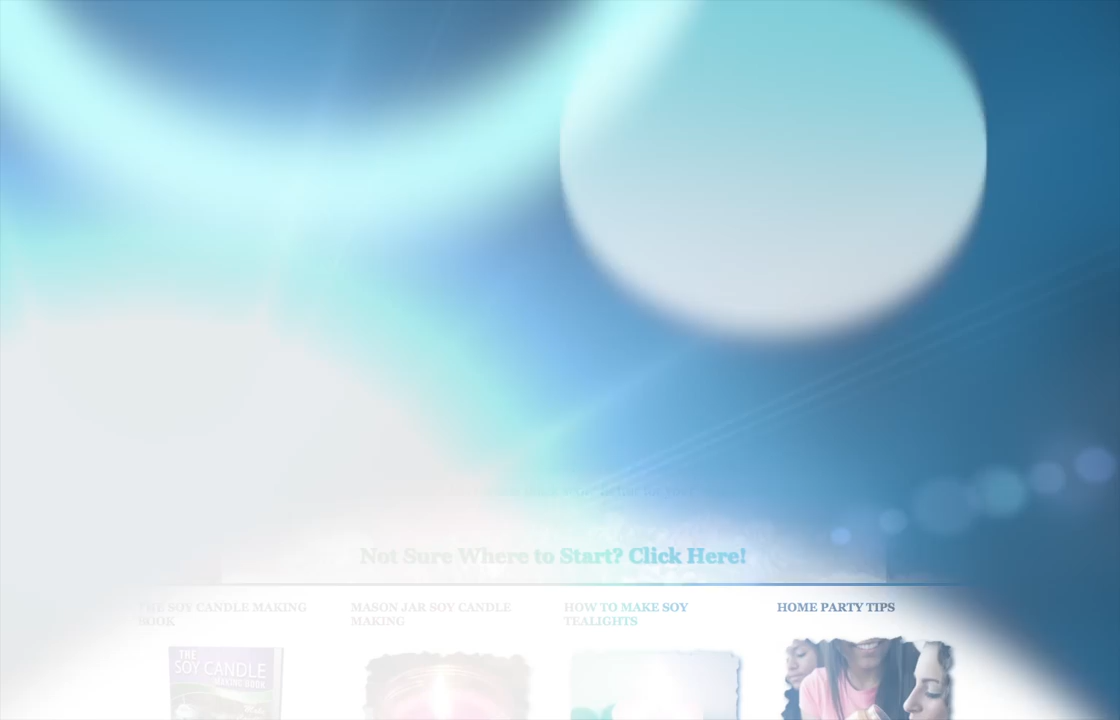 Not Sure Where to Start? Click Here!
THE SOY CANDLE MAKING
BOOK
MASON JAR SOY CANDLE
MAKING
HOW TO MAKE SOY
TEALIGHTS
HOME PARTY TIPS
THE
SOY CANDLE
MAKING BOOK